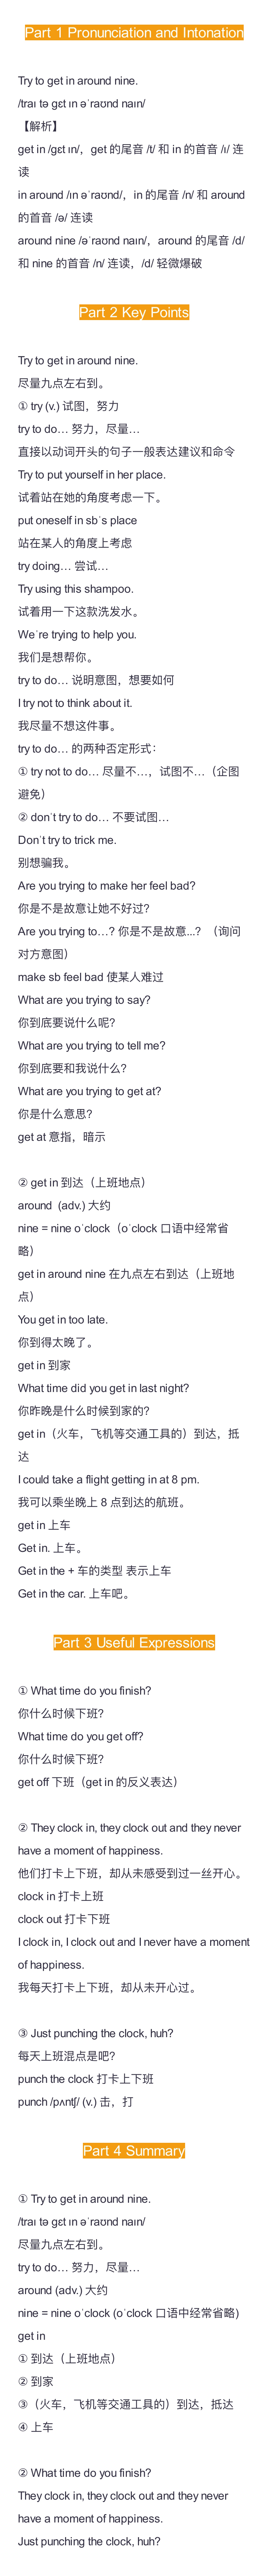 Part 1 Pronunciation and Intonation
Try to get in around nine.
/traɪ tə gɛt ɪn əˈraʊnd naɪn/
【解析】
get in /gɛt ɪn/，get 的尾音 /t/ 和 in 的首音 /ɪ/ 连
读
in around /ɪn əˈraʊnd/，in 的尾音 /n/ 和 around
的首音 /ə/ 连读
around nine /əˈraʊnd naɪn/，around 的尾音 /d/
和 nine 的首音 /n/ 连读，/d/ 轻微爆破
Part 2 Key Points
Try to get in around nine.
尽量九点左右到。
① try (v.) 试图，努力
try to do… 努力，尽量…
直接以动词开头的句子一般表达建议和命令
Try to put yourself in her place.
试着站在她的角度考虑一下。
put oneself in sb's place
站在某人的角度上考虑
try doing… 尝试…
Try using this shampoo.
试着用一下这款洗发水。
We're trying to help you.
我们是想帮你。
try to do… 说明意图，想要如何
I try not to think about it.
我尽量不想这件事。
try to do… 的两种否定形式：
① try not to do… 尽量不…，试图不…（企图
避免）
② don't try to do… 不要试图…
Don't try to trick me.
别想骗我。
Are you trying to make her feel bad?
你是不是故意让她不好过?
Are you trying to…? 你是不是故意...? （询问
对方意图）
make sb feel bad 使某人难过
What are you trying to say?
你到底要说什么呢?
What are you trying to tell me?
你到底要和我说什么?
What are you trying to get at?
你是什么意思?
get at 意指，暗示
② get in 到达（上班地点）
around (adv.) 大约
nine = nine o'clock（o'clock 口语中经常省
略）
get in around nine 在九点左右到达（上班地
点）
You get in too late.
你到得太晚了。
get in 到家
What time did you get in last night?
你昨晚是什么时候到家的?
get in（火车，飞机等交通工具的）到达，抵
达
I could take a flight getting in at 8 pm.
我可以乘坐晚上 8 点到达的航班。
get in 上车
Get in. 上车。
Get in the + 车的类型 表示上车
Get in the car. 上车吧。
Part 3 Useful Expressions
① What time do you finish?
你什么时候下班?
What time do you get off?
你什么时候下班?
get off 下班（get in 的反义表达）
② They clock in, they clock out and they never
have a moment of happiness.
他们打卡上下班，却从未感受到过一丝开心。
clock in 打卡上班
clock out 打卡下班
I clock in, I clock out and I never have a moment
of happiness.
我每天打卡上下班，却从未开心过。
③ Just punching the clock, huh?
每天上班混点是吧?
punch the clock 打卡上下班
punch /pʌntʃ/ (v.) 击，打
Part 4 Summary
① Try to get in around nine.
/traɪ tə gɛt ɪn əˈraʊnd naɪn/
尽量九点左右到。
try to do… 努力，尽量…
around (adv.) 大约
nine = nine o'clock (o'clock 口语中经常省略)
get in
① 到达（上班地点）
② 到家
③（火车，飞机等交通工具的）到达，抵达
④ 上车
② What time do you finish?
They clock in, they clock out and they never
have a moment of happiness.
Just punching the clock, huh?